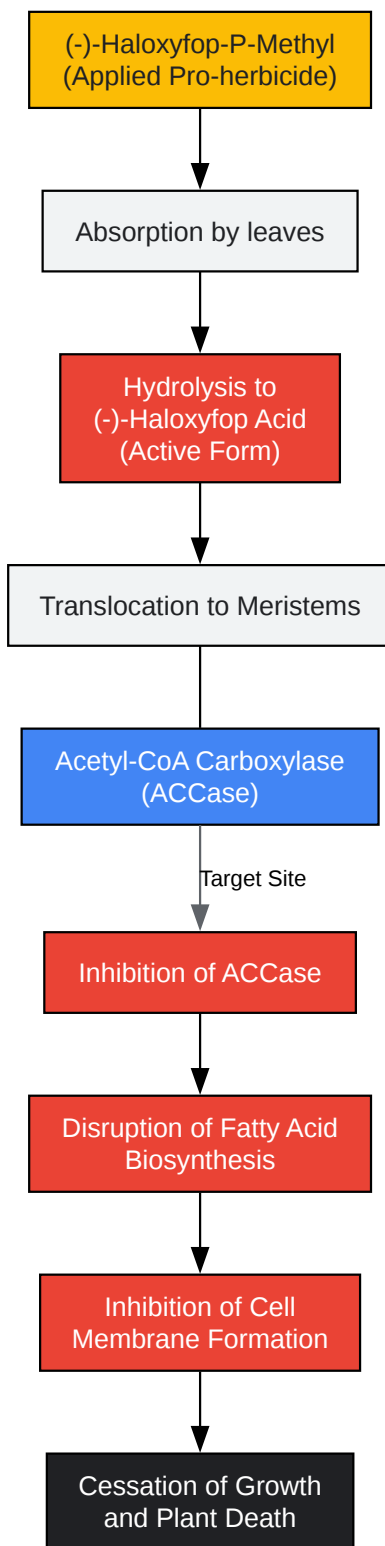 (-)-Haloxyfop-P-Methyl
(Applied Pro-herbicide)
Absorption by leaves
Hydrolysis to
(-)-Haloxyfop Acid
(Active Form)
Translocation to Meristems
Acetyl-CoA Carboxylase
(ACCase)
Target Site
Inhibition of ACCase
Disruption of Fatty Acid
Biosynthesis
Inhibition of Cell
Membrane Formation
Cessation of Growth
and Plant Death